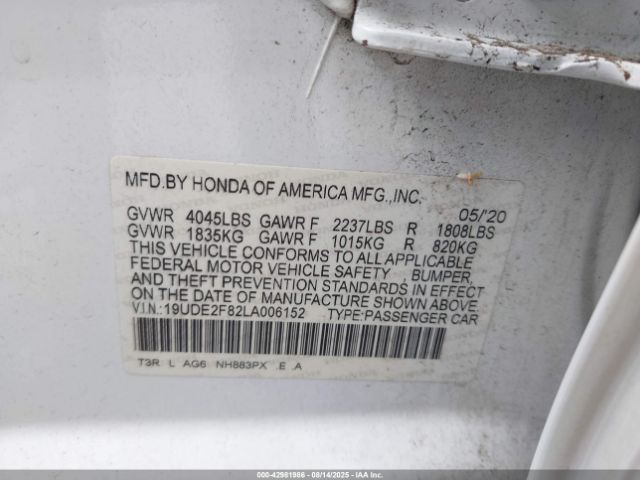 MFD.BY HONDA OF AMERICA MFG.,INC. 05/'20
GVWR 4045LBS GAWR F 2237LBS R 1808LBS
GVWR 1835KG GAWR F 1015KG R 820KG
THIS VEHICLE CONFORMS TO ALL APPLICABLE
FEDERAL MOTOR VEHICLE SAFETY , BUMPER,
AND THEFT PREVENTION STANDARDS IN EFFECT
ON THE DATE OF MANUFACTURE SHOWN ABOVE.
V.I.N.:19UDE2F82LA006152 TYPE:PASSENGER CAR
T3R L AG6 NH883PX .E .A
000-42981986 - 08/14/2025 - IAA Inc.